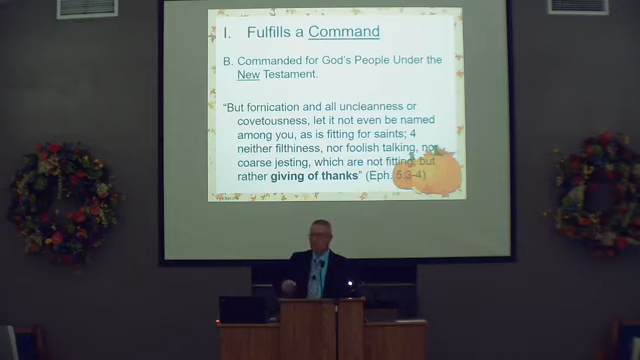 I. Fulfills a Command
B. Commanded for God's People Under the
New Testament.
"But fornication and all uncleanness or
covetousness, let it not even be named
among you, as is fitting for saints; 4
neither filthiness, nor foolish talking, nor
coarse jesting, which are not fitting, but
rather giving of thanks" (Eph. 5:3-4)